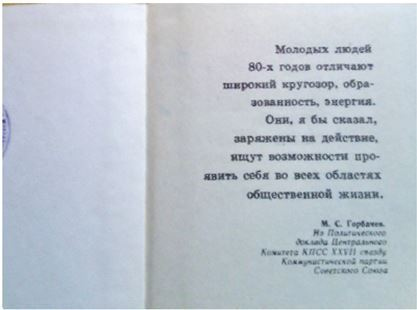 Молодых людей
80-х годов отличают
широкий кругозор, обра-
зованность, энергия.
Они, я бы сказал,
заряжены на действие,
ищут возможности про-
явить себя во всех областях
общественной жизни.
М. С. Горбачев.
Из Политического
доклада Центрального
Комитета КПСС XXVII съезду
Коммунистической партии
Советского Союза